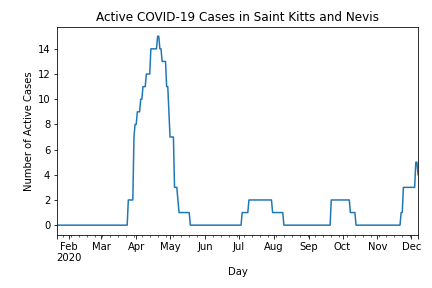 Active COVID-19 Cases in Saint Kitts and Nevis
Number of Active Cases
14
12
10
8
6
4
2
0
Feb Mar Apr May Jun Jul Aug Sep Oct Nov Dec
2020
Day